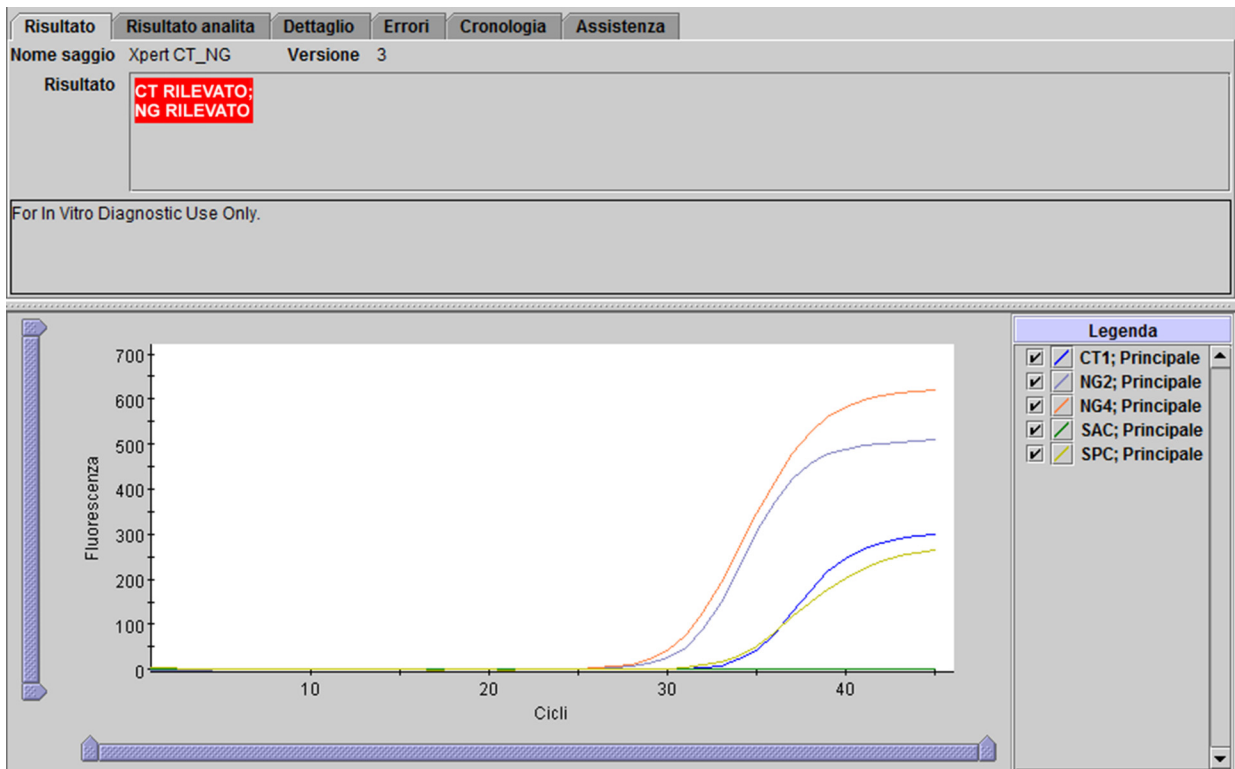 Risultato Risultato analita Dettaglio Errori Cronologia Assistenza
Nome saggio Xpert CT_NG Versione 3
Risultato CT RILEVATO;
NG RILEVATO
For In Vitro Diagnostic Use Only.
Legenda
CT1; Principale
NG2; Principale
NG4; Principale
SAC; Principale
SPC; Principale
Fluorescenza
700
600
500
400
300
200
100
0
10 20 30 40
Cicli